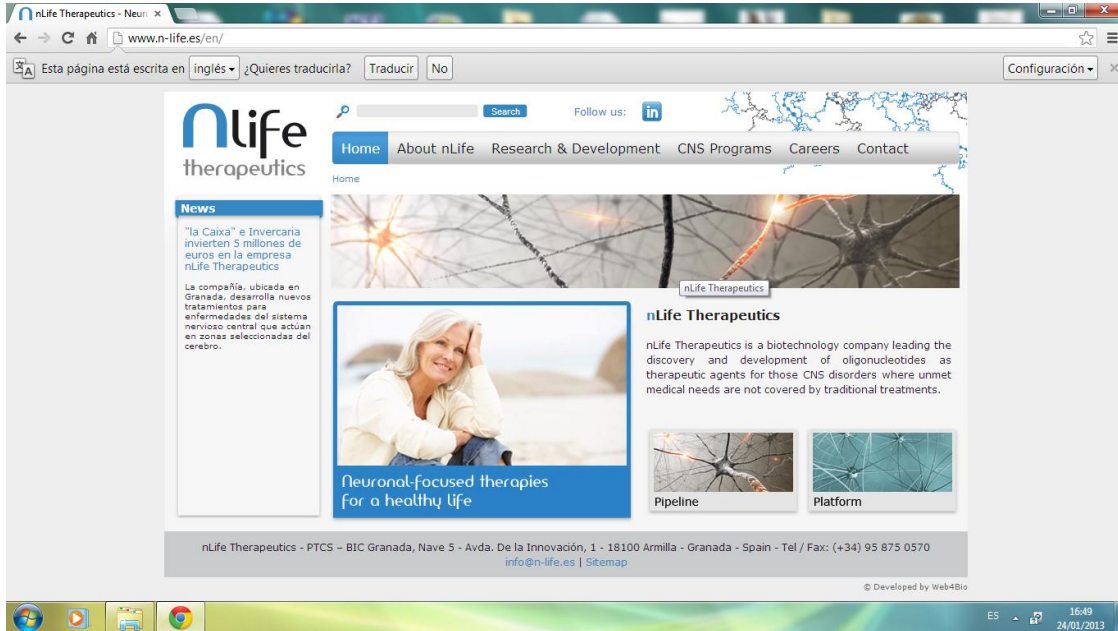 nLife Therapeutics - Neuro
www.n-life.es/en/
Esta página está escrita en inglés ¿Quieres traducirla? Traducir No Configuración
nlife
therapeutics
Search Follow us: in
Home About nLife Research & Development CNS Programs Careers Contact
Home
News
"la Caixa" e Invercaria
invierten 5 millones de
euros en la empresa
nLife Therapeutics
La compañía, ubicada en
Granada, desarrolla nuevos
tratamientos para
enfermedades del sistema
nervioso central que actúan
en zonas seleccionadas del
cerebro.
nLife Therapeutics
Neuronal-focused therapies
for a healthy life
nLife Therapeutics
nLife Therapeutics is a biotechnology company leading the
discovery and development of oligonucleotides as
therapeutic agents for those CNS disorders where unmet
medical needs are not covered by traditional treatments.
Pipeline
Platform
nLife Therapeutics - PTCS – BIC Granada, Nave 5 - Avda. De la Innovación, 1 - 18100 Armilla - Granada - Spain - Tel / Fax: (+34) 95 875 0570
info@n-life.es | Sitemap
© Developed by Web4Bio
ES
16:49
24/01/2013